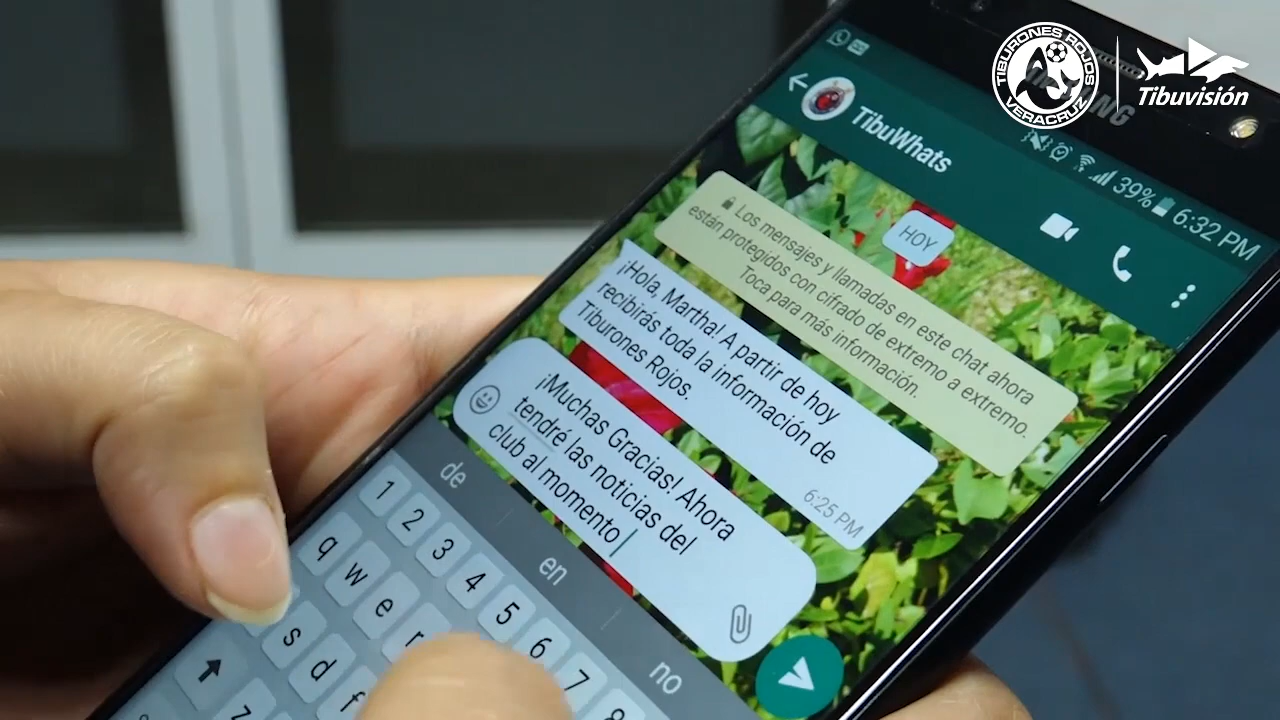 TIBURONES ROJOS
VERACRUZ
Tibuvisión
SAMSUNG
39% 6:32 PM
TibuWhats
HOY
Los mensajes y llamadas en este chat ahora
están protegidos con cifrado de extremo a extremo.
Toca para más información.
¡Hola, Martha! A partir de hoy
recibirás toda la información de
Tiburones Rojos.
6:25 PM
¡Muchas Gracias! Ahora
tendré las noticias del
club al momento
de en no
1 2 3 4 5 6 7 8
q w e r
s d f
z